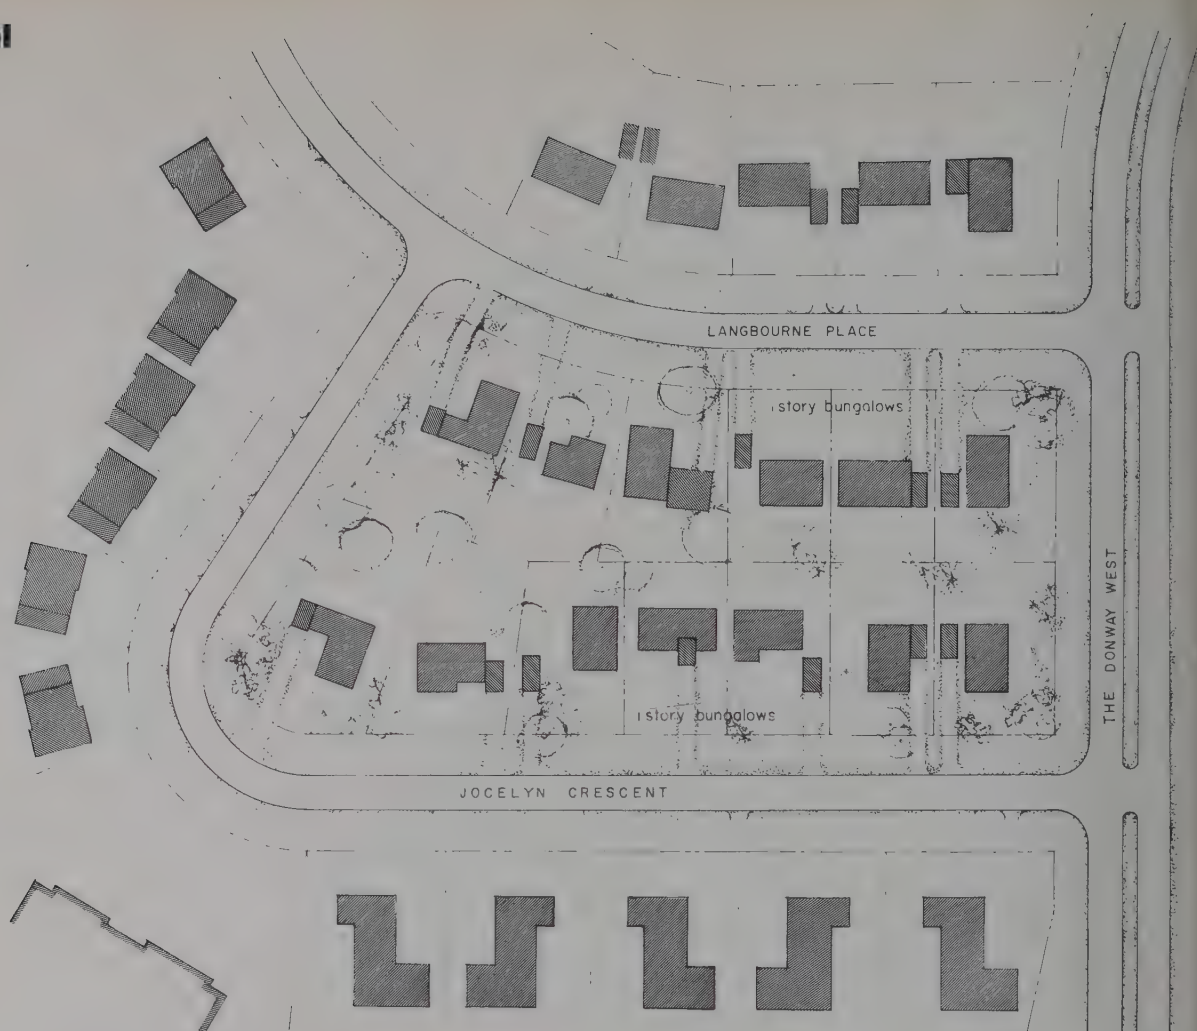 LANGBOURNE PLACE
1 story bungalows
THE DONWAY WEST
1 story bungalows
JOCELYN CRESCENT